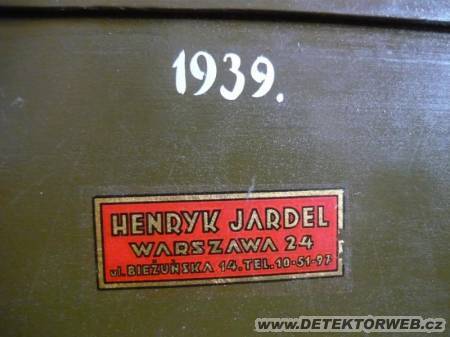 1939.
HENRYK JARDEL
WARSZAWA 24
ul. BIEŻUŃSKA 14. TEL. 10-51-97
www.DETEKTORWEB.cz